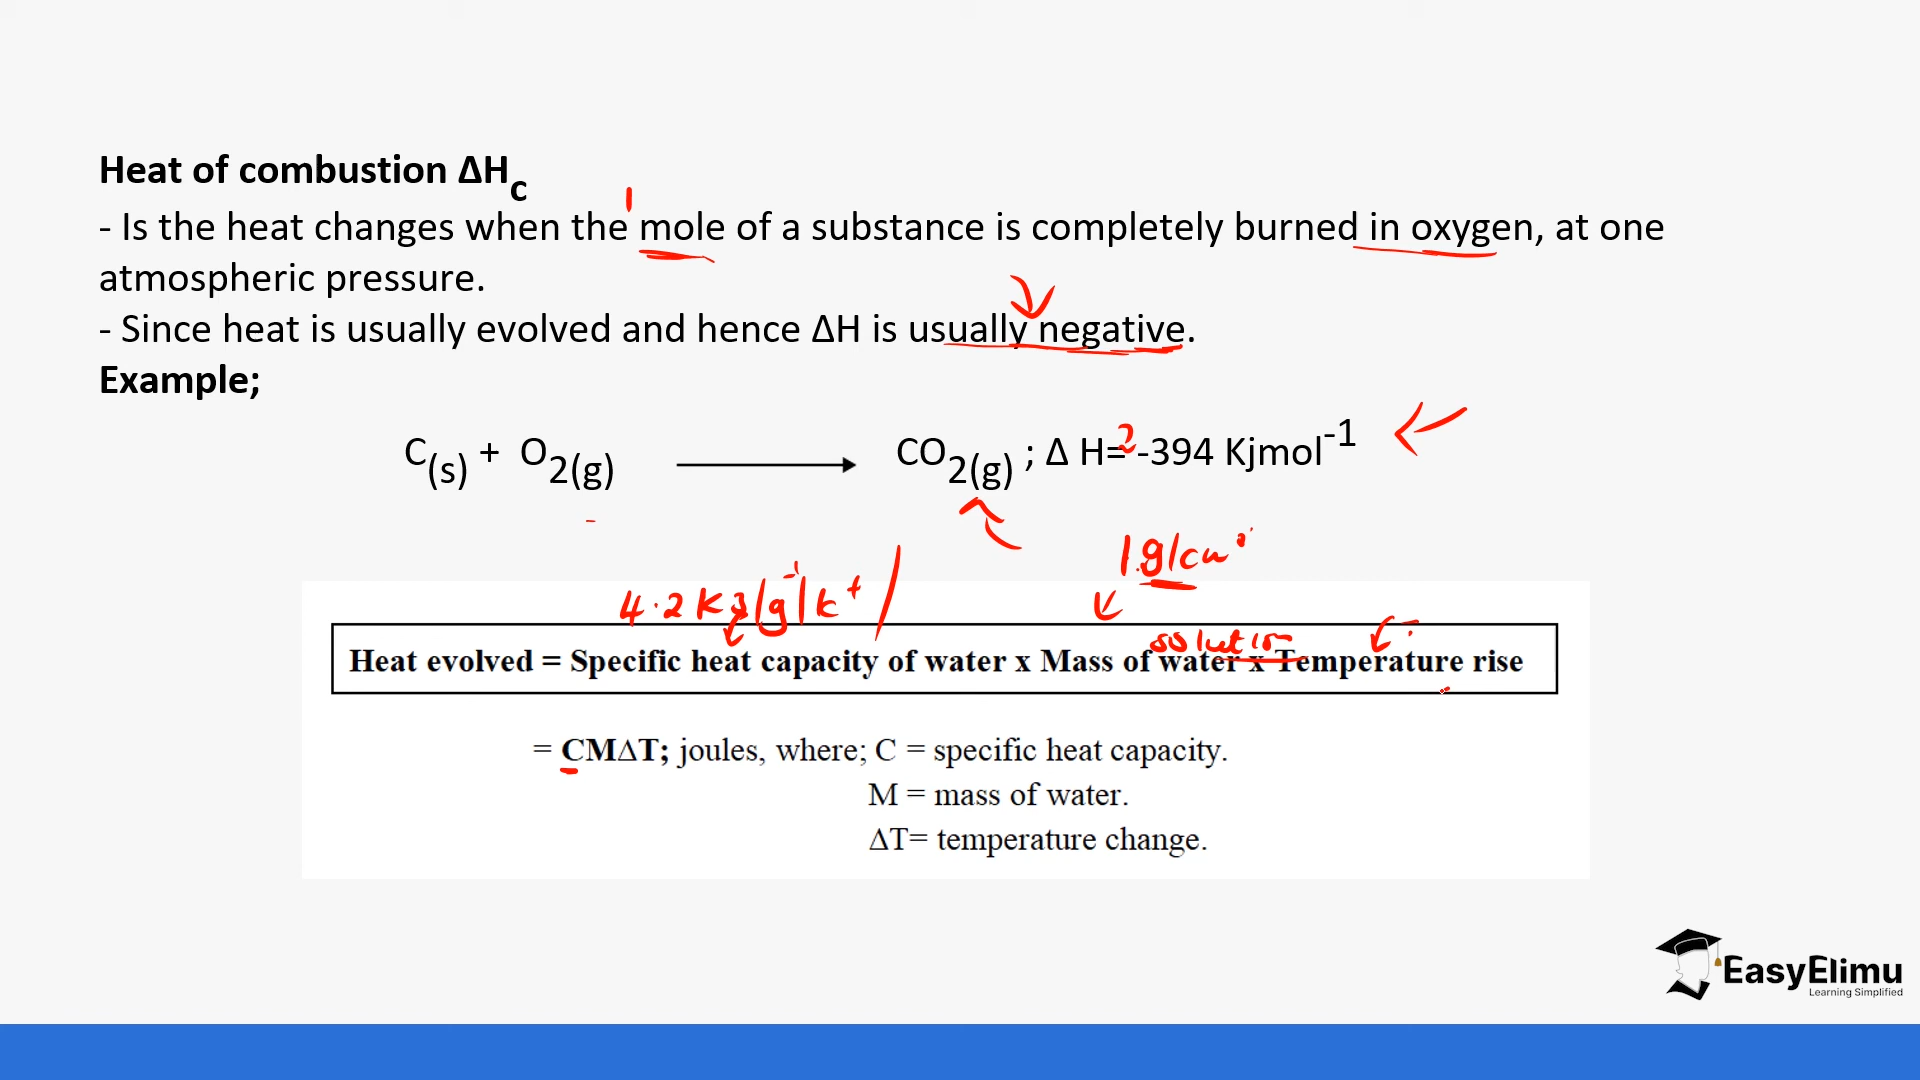 Heat of combustion ΔHc
1
- Is the heat changes when the mole of a substance is completely burned in oxygen, at one
atmospheric pressure.
- Since heat is usually evolved and hence ΔH is usually negative.
Example;
C(s) + O2(g) → CO2(g) ; Δ H= -394 Kjmol-1
1g/cm
4.2
solution
Heat evolved = Specific heat capacity of water x Mass of water x Temperature rise
= CMΔT; joules, where; C = specific heat capacity.
M = mass of water.
ΔT= temperature change.
EasyElimu
Learning Simplified